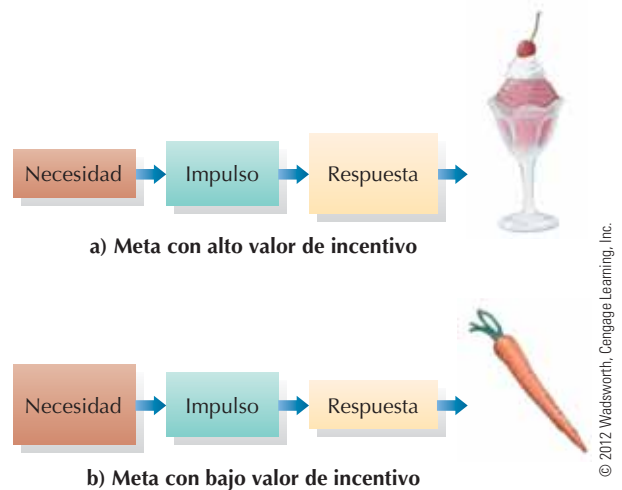 Necesidad
Impulso
Respuesta
a) Meta con alto valor de incentivo
Necesidad
Impulso
Respuesta
b) Meta con bajo valor de incentivo
© 2012 Wadsworth, Cengage Learning, Inc.